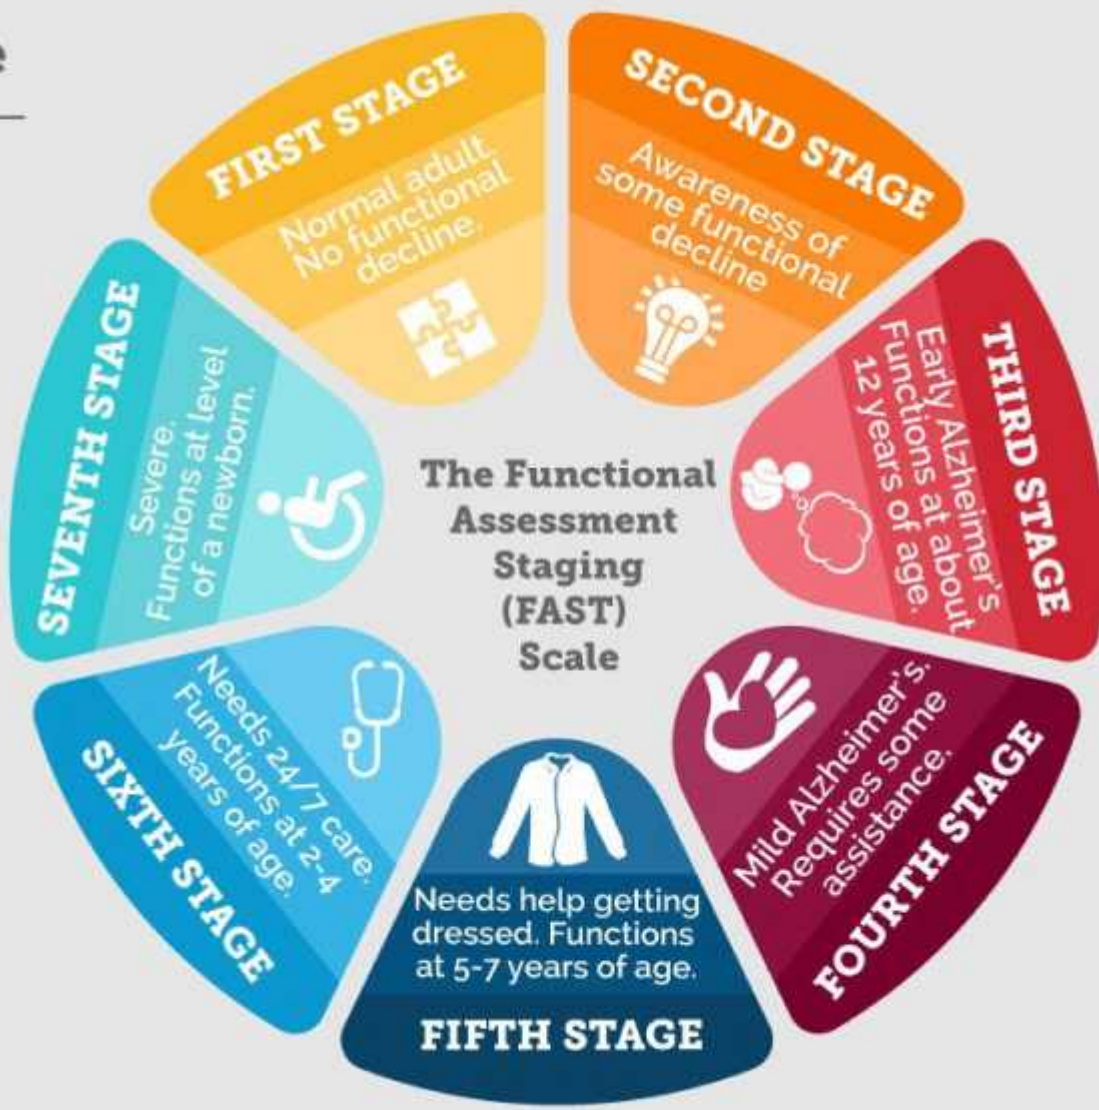 e
The Functional
Assessment
Staging
(FAST)
Scale
FIRST STAGE
Normal adult.
No functional
decline.
SECOND STAGE
Awareness of
some functional
decline
THIRD STAGE
Early Alzheimer's.
Functions at about
12 years of age.
FOURTH STAGE
Mild Alzheimer's.
Requires some
assistance.
FIFTH STAGE
Needs help getting
dressed. Functions
at 5-7 years of age.
SIXTH STAGE
Needs 24/7 care.
Functions at 2-4
years of age.
SEVENTH STAGE
Severe.
Functions at level
of a newborn.